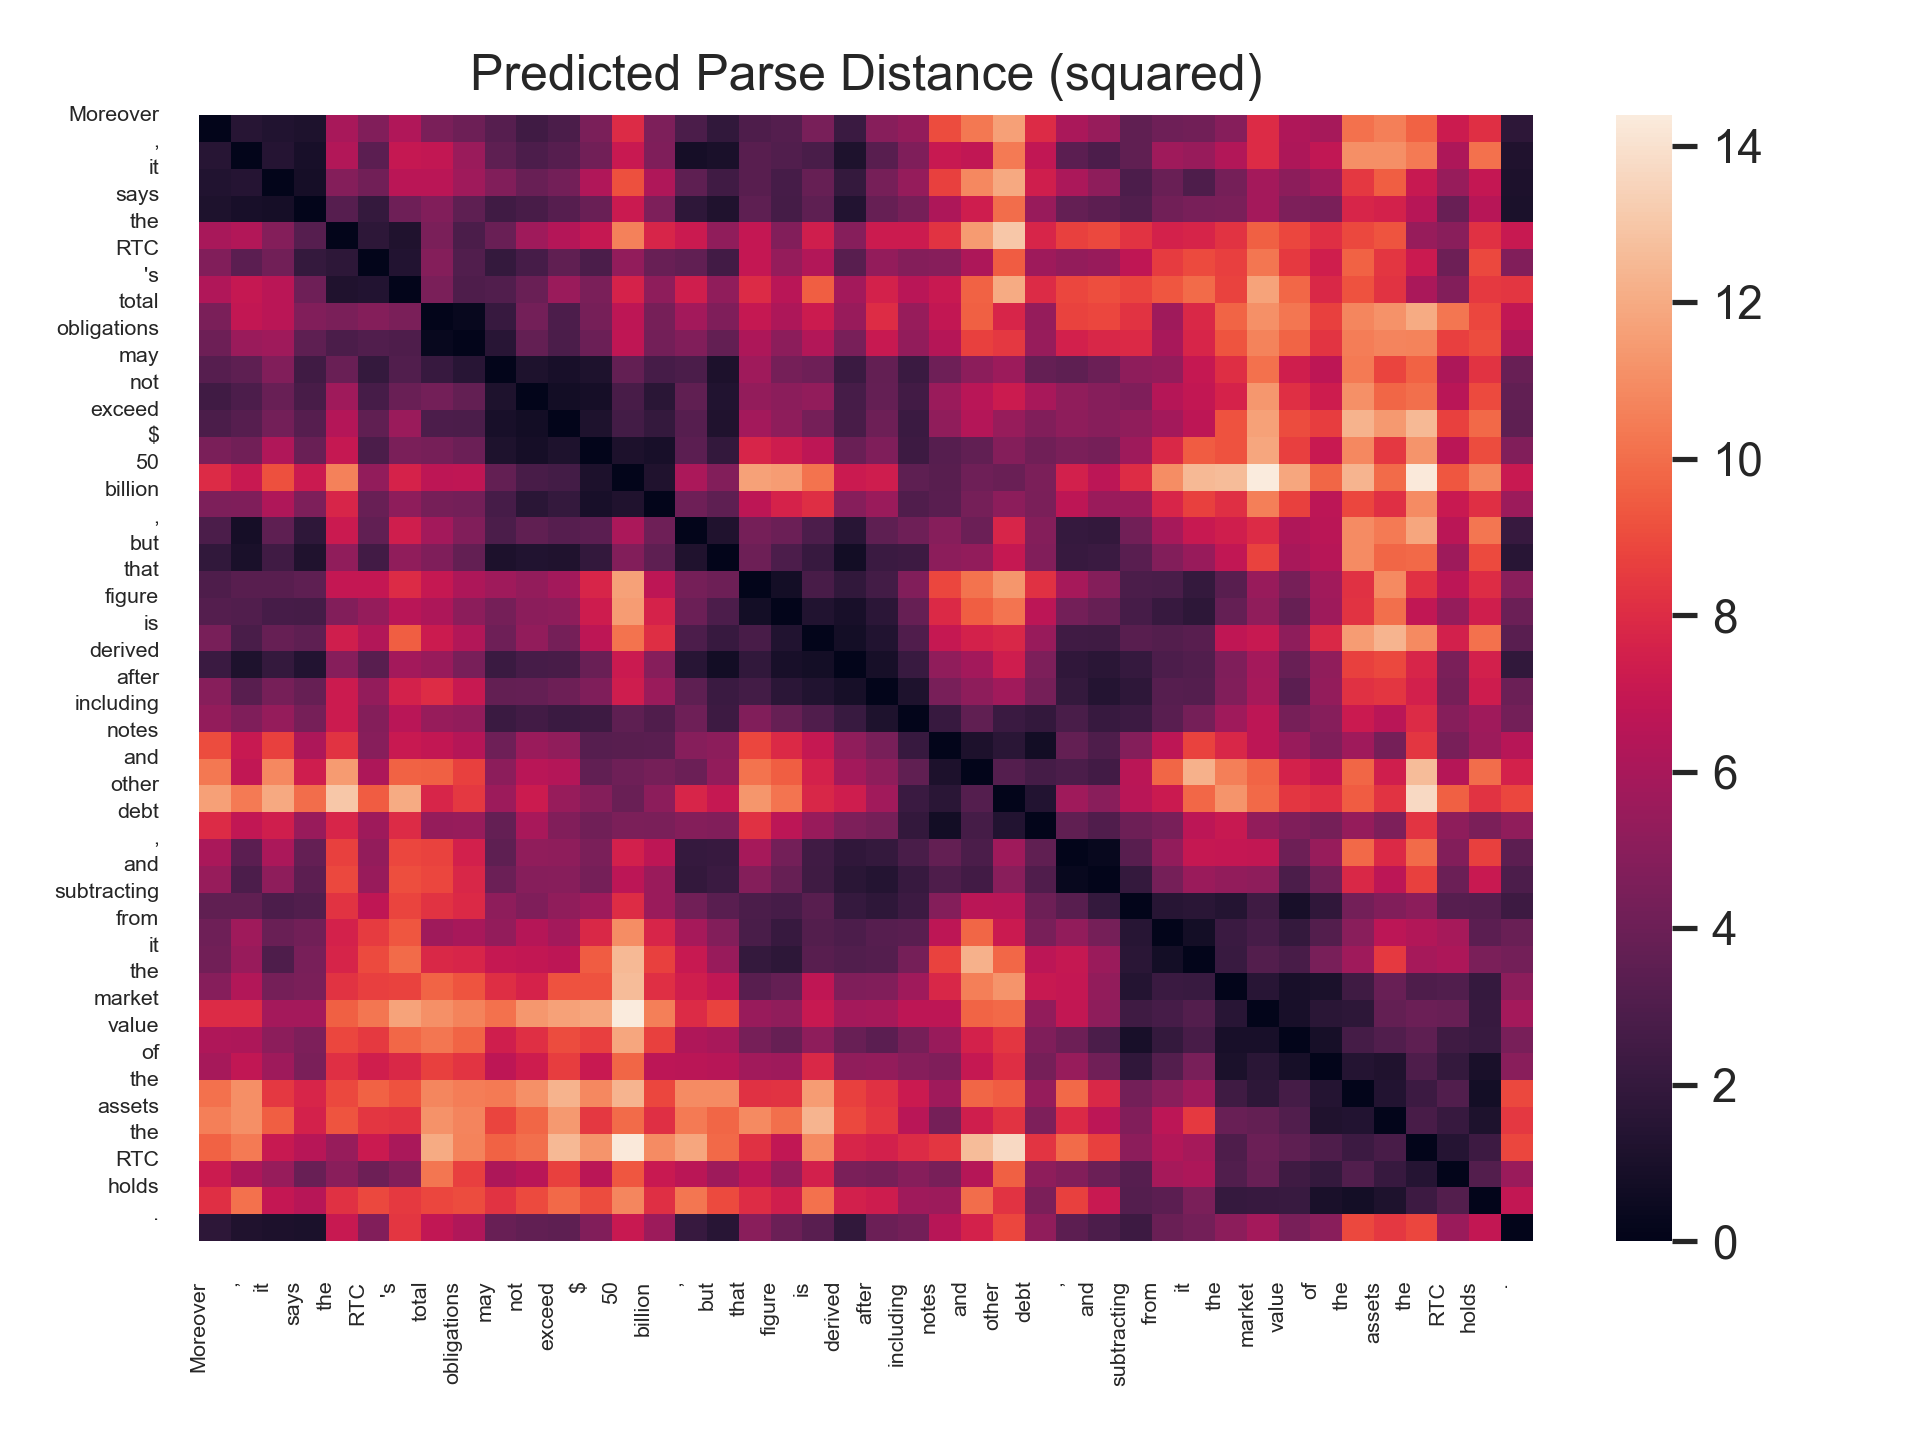 Predicted Parse Distance (squared)
Moreover
,
it
says
the
RTC
's
total
obligations
may
not
exceed
$
50
billion
,
but
that
figure
is
derived
after
including
notes
and
other
debt
,
and
subtracting
from
it
the
market
value
of
the
assets
the
RTC
holds
.
14
12
10
8
6
4
2
0
Moreover
,
it
says
the
RTC
's
total
obligations
may
not
exceed
$
50
billion
,
but
that
figure
is
derived
after
including
notes
and
other
debt
,
and
subtracting
from
it
the
market
value
of
the
assets
the
RTC
holds
.